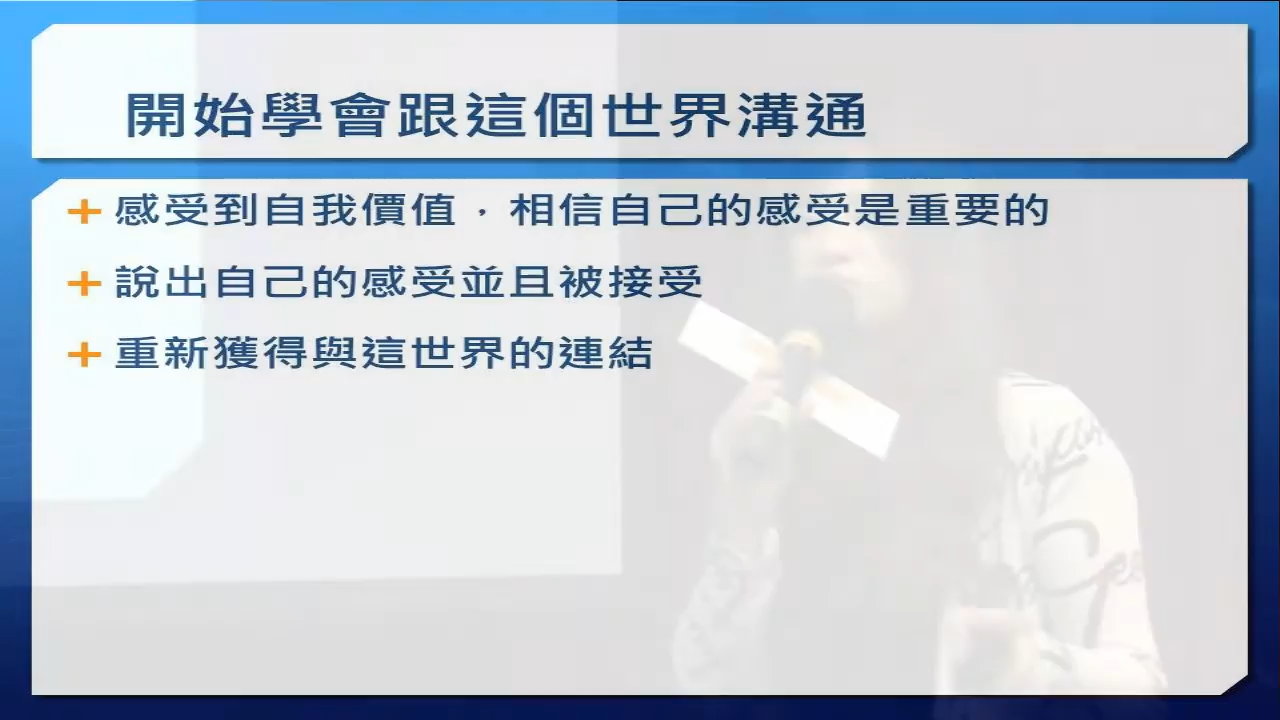 開始學會跟這個世界溝通
感受到自我價值，相信自己的感受是重要的
說出自己的感受並且被接受
重新獲得與這世界的連結